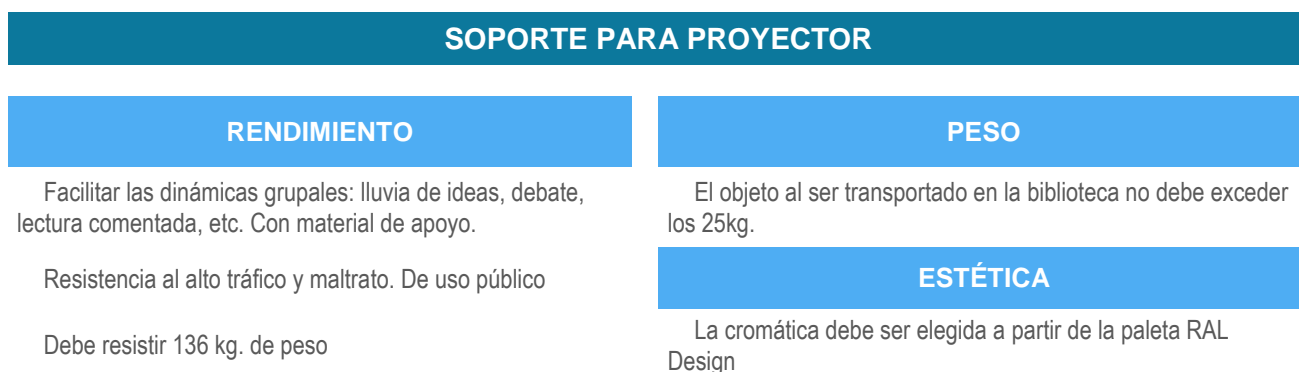 SOPORTE PARA PROYECTOR
RENDIMIENTO
Facilitar las dinámicas grupales: lluvia de ideas, debate,
lectura comentada, etc. Con material de apoyo.
Resistencia al alto tráfico y maltrato. De uso público
Debe resistir 136 kg. de peso
PESO
El objeto al ser transportado en la biblioteca no debe exceder
los 25kg.
ESTÉTICA
La cromática debe ser elegida a partir de la paleta RAL
Design